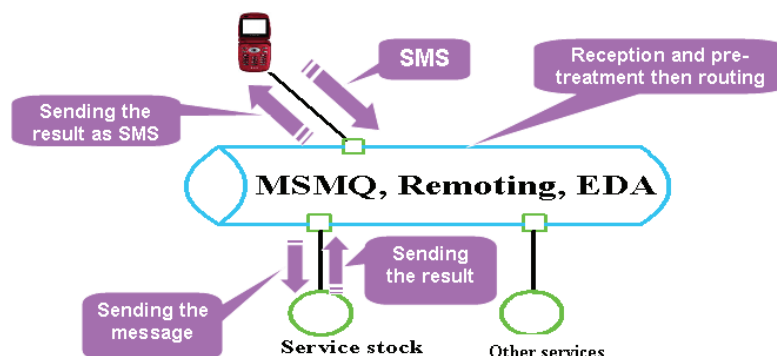 SMS
Reception and pre-
treatment then routing
Sending the
result as SMS
MSMQ, Remoting, EDA
Sending
the result
Sending the
message
Service stock
Other services